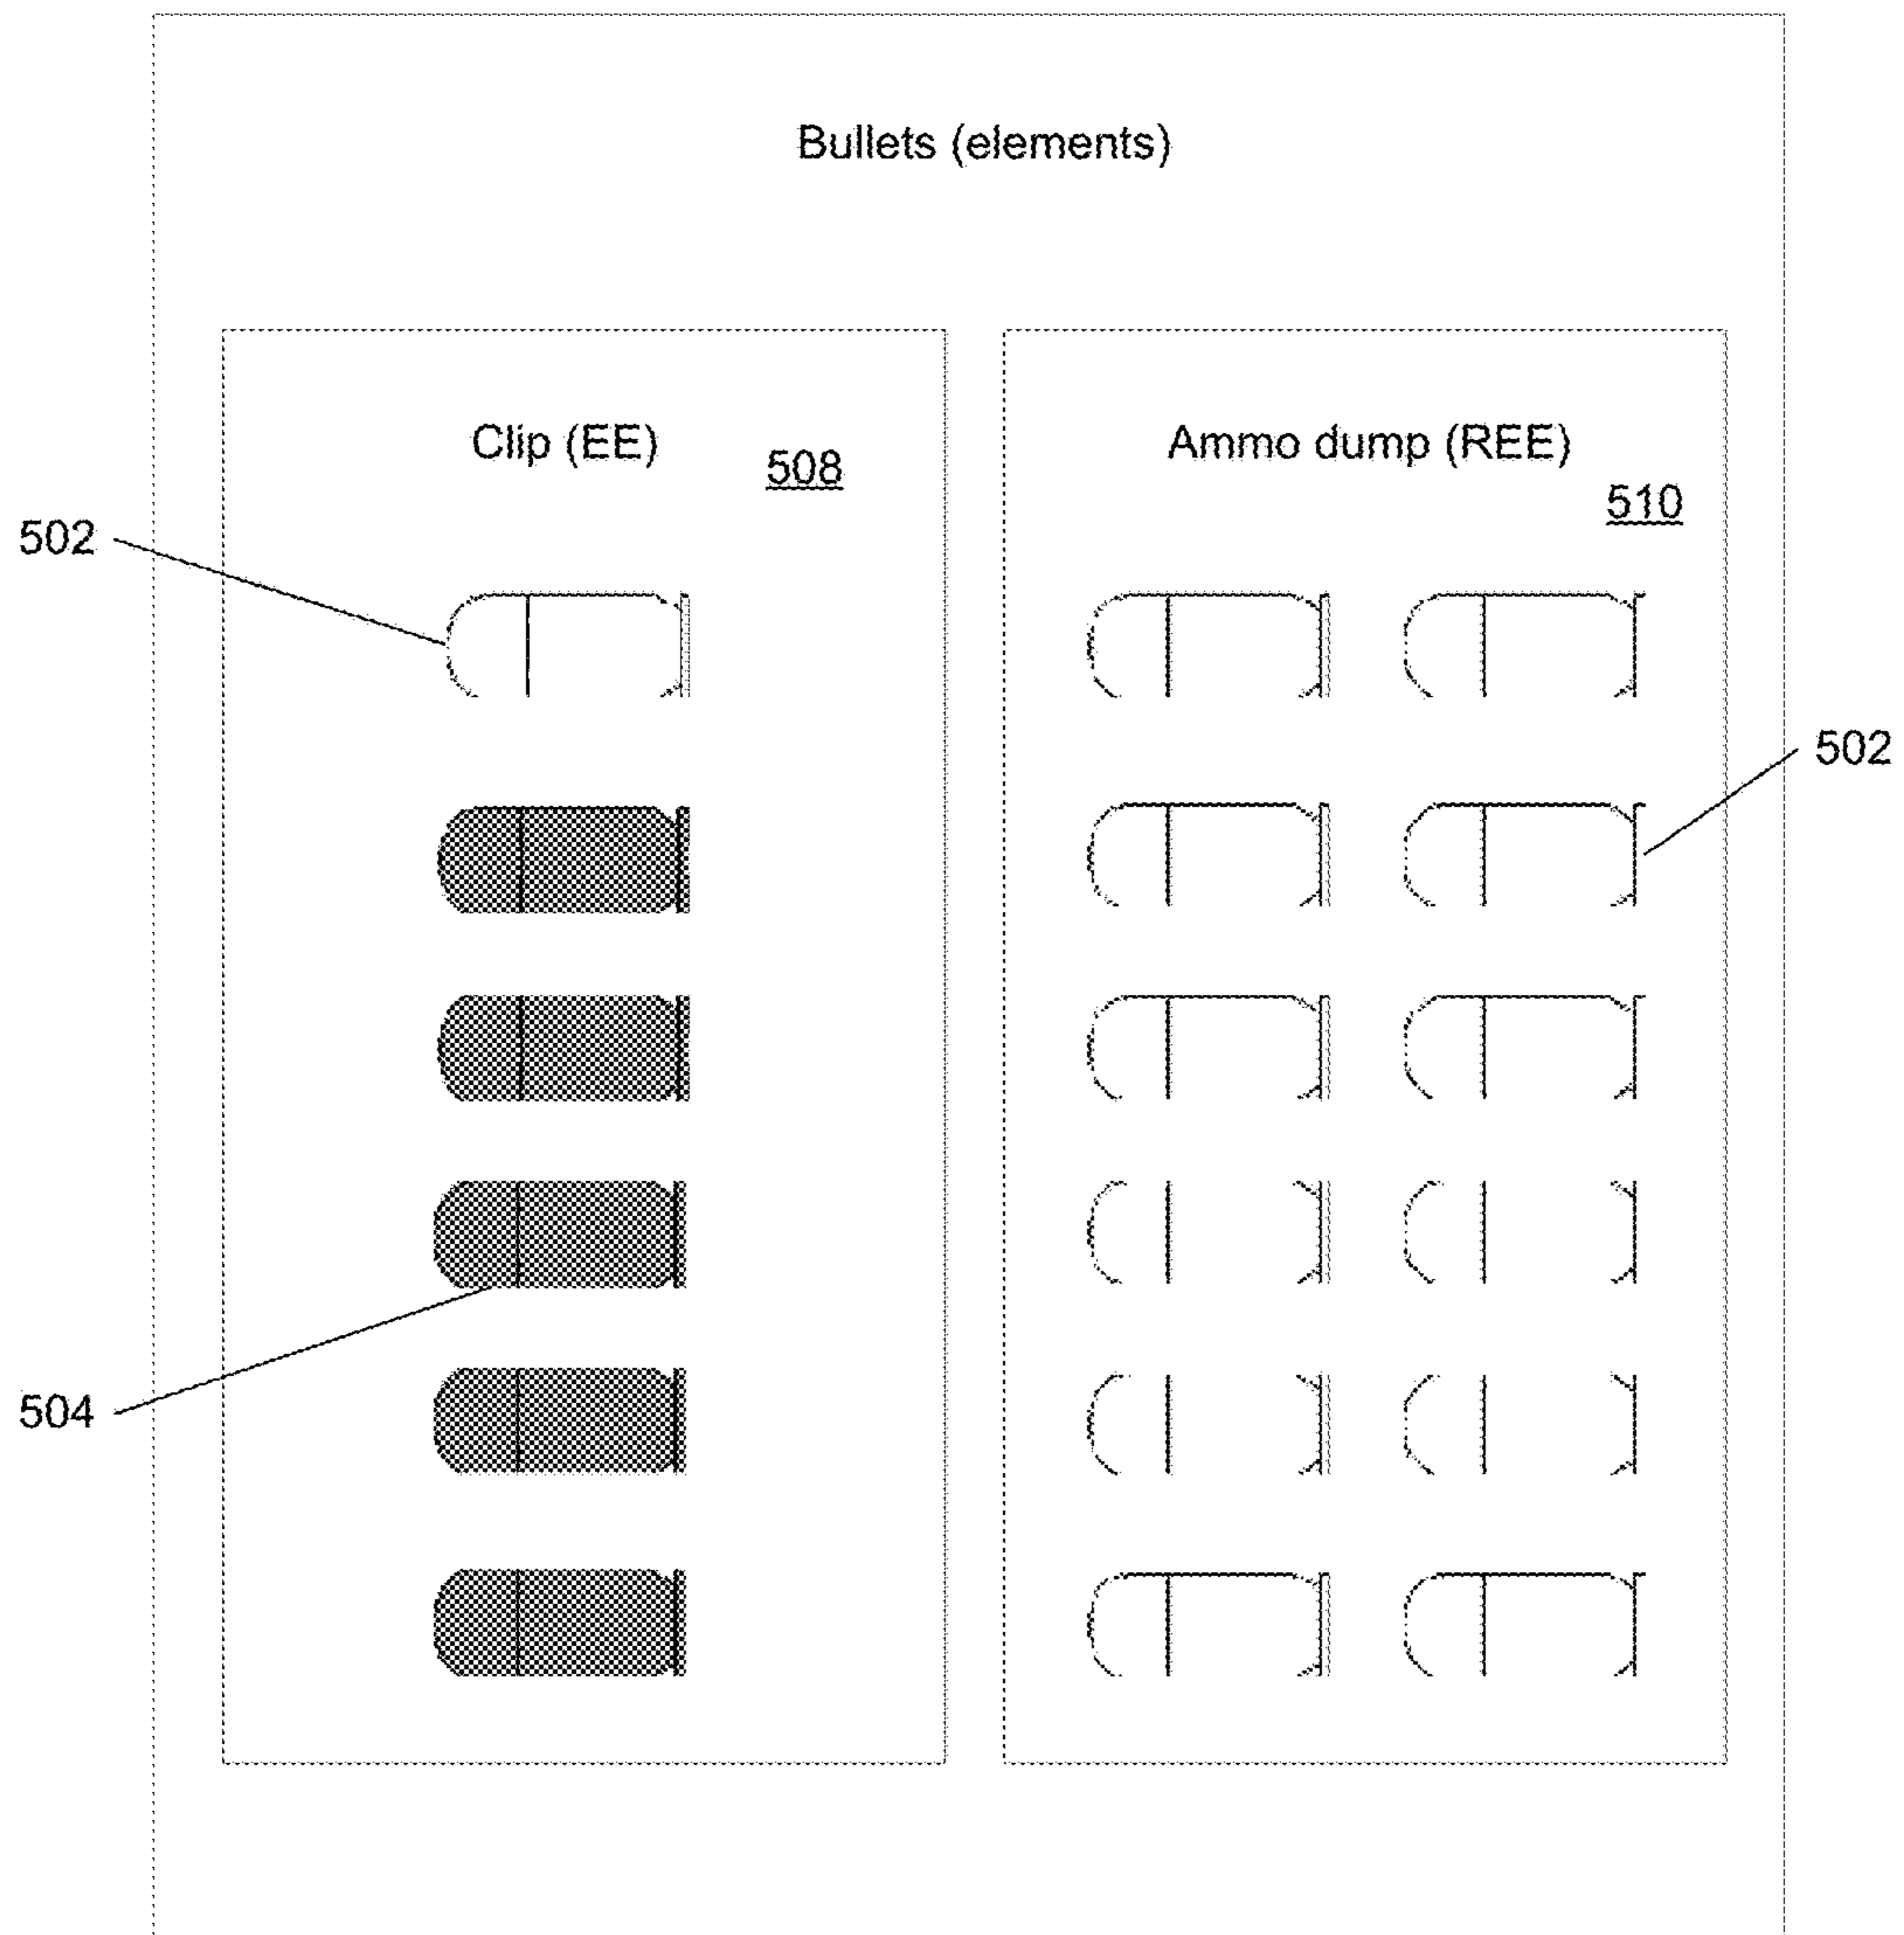 Bullets (elements)
Clip (EE)
508
Ammo dump (REE)
510
502
502
504